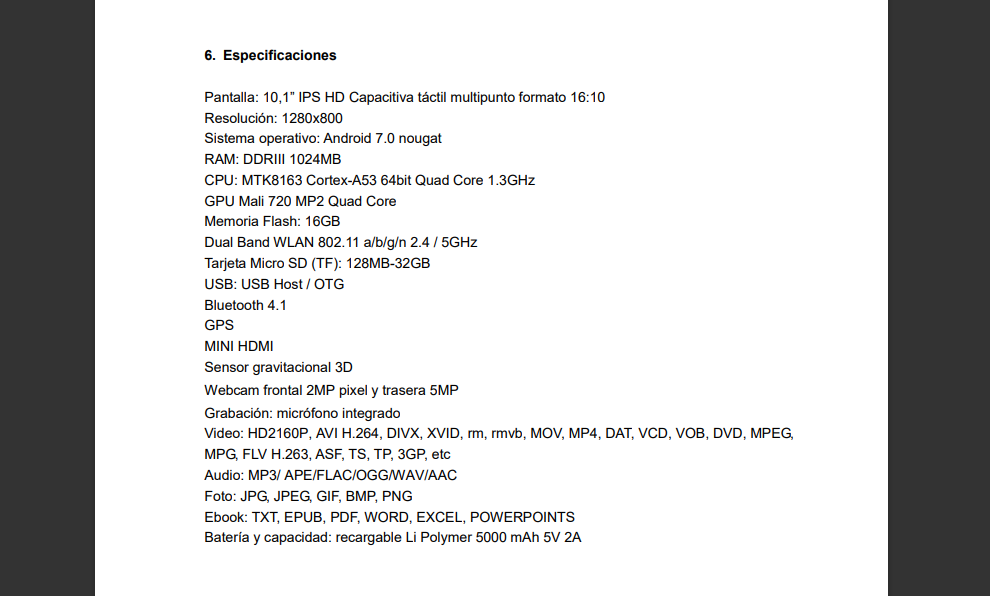 6. Especificaciones
Pantalla: 10,1” IPS HD Capacitiva táctil multipunto formato 16:10
Resolución: 1280x800
Sistema operativo: Android 7.0 nougat
RAM: DDRIII 1024MB
CPU: MTK8163 Cortex-A53 64bit Quad Core 1.3GHz
GPU Mali 720 MP2 Quad Core
Memoria Flash: 16GB
Dual Band WLAN 802.11 a/b/g/n 2.4 / 5GHz
Tarjeta Micro SD (TF): 128MB-32GB
USB: USB Host / OTG
Bluetooth 4.1
GPS
MINI HDMI
Sensor gravitacional 3D
Webcam frontal 2MP pixel y trasera 5MP
Grabación: micrófono integrado
Video: HD2160P, AVI H.264, DIVX, XVID, rm, rmvb, MOV, MP4, DAT, VCD, VOB, DVD, MPEG,
MPG, FLV H.263, ASF, TS, TP, 3GP, etc
Audio: MP3/ APE/FLAC/OGG/WAV/AAC
Foto: JPG, JPEG, GIF, BMP, PNG
Ebook: TXT, EPUB, PDF, WORD, EXCEL, POWERPOINTS
Batería y capacidad: recargable Li Polymer 5000 mAh 5V 2A